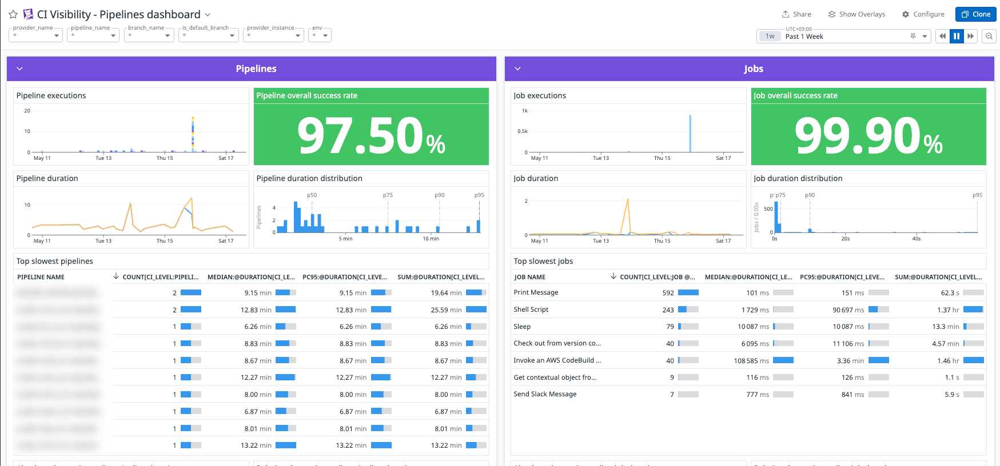 CI Visibility - Pipelines dashboard
Share
Show Overlays
Configure
Clone
provider_name
*
pipeline_name
*
branch_name
*
is_default_branch
*
provider_instance
*
env
*
UTC+09:00
1w Past 1 Week
Pipelines
Pipeline executions
20
10
0
May 11 Tue 13 Thu 15 Sat 17
Pipeline overall success rate
97.50%
Pipeline duration
10
0
May 11 Tue 13 Thu 15 Sat 17
Pipeline duration distribution
p50 p75 p90 p95
Pipelines
4
2
0
5 min 10 min
Top slowest pipelines
PIPELINE NAME COUNT[CI_LEVEL:PIPELI... MEDIAN:@DURATION[CI_LE... PC95:@DURATION[CI_LEVE... SUM:@DURATION[CI_LEVEL...
2 9.15 min 9.15 min 19.64 min
2 12.83 min 12.83 min 25.59 min
1 6.26 min 6.26 min 6.26 min
1 8.83 min 8.83 min 8.83 min
1 8.67 min 8.67 min 8.67 min
1 12.27 min 12.27 min 12.27 min
1 8.00 min 8.00 min 8.00 min
1 6.87 min 6.87 min 6.87 min
1 8.01 min 8.01 min 8.01 min
1 13.22 min 13.22 min 13.22 min
Jobs
Job executions
1k
0.5k
0
May 11 Tue 13 Thu 15 Sat 17
Job overall success rate
99.90%
Job duration
2
0
May 11 Tue 13 Thu 15 Sat 17
Job duration distribution
p75 p90 p95
Jobs / 0.95s
500
0
0s 20s 40s
Top slowest jobs
JOB NAME COUNT[CI_LEVEL:JOB @... MEDIAN:@DURATION[CI_LE... PC95:@DURATION[CI_LEVE... SUM:@DURATION[CI_LEVEL...
Print Message 592 101 ms 151 ms 62.3 s
Shell Script 243 1 729 ms 90 697 ms 1.37 hr
Sleep 79 10 087 ms 10 087 ms 13.3 min
Check out from version co... 40 6 095 ms 11 106 ms 4.57 min
Invoke an AWS CodeBuild ... 40 108 585 ms 3.36 min 1.46 hr
Get contextual object fro... 9 116 ms 126 ms 1.1 s
Send Slack Message 7 777 ms 841 ms 5.9 s